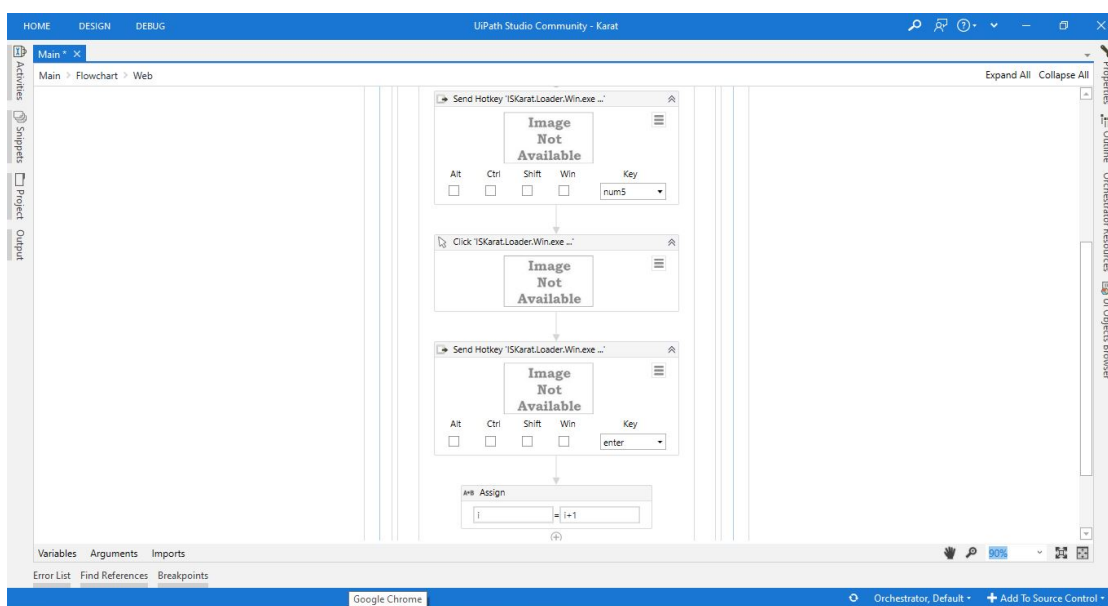 HOME DESIGN DEBUG UiPath Studio Community - Karat
Main * ×
Main > Flowchart > Web Expand All Collapse All
Activities
Snippets
Project
Output
Send Hotkey 'ISKarat.Loader.Win.exe ...'
Image
Not
Available
Alt Ctrl Shift Win Key
num5
Click 'ISKarat.Loader.Win.exe ...'
Image
Not
Available
Send Hotkey 'ISKarat.Loader.Win.exe ...'
Image
Not
Available
Alt Ctrl Shift Win Key
enter
A+B Assign
i = i+1
Properties
Outline
Orchestrator Resources
UI Objects Browser
Variables Arguments Imports 90%
Error List Find References Breakpoints
Google Chrome Orchestrator, Default Add To Source Control